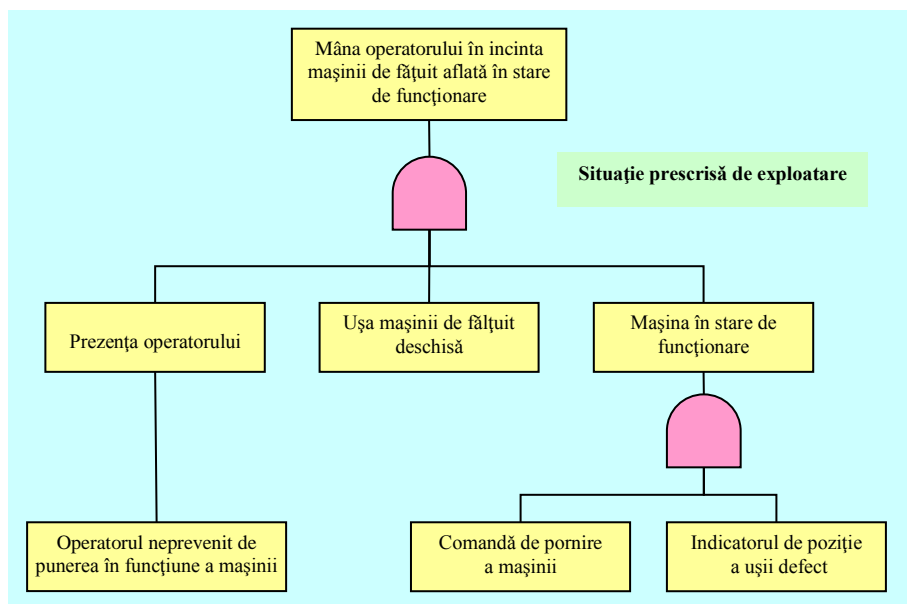 Mâna operatorului în incinta
maşinii de făţuit aflată în stare
de funcţionare
Situaţie prescrisă de exploatare
Prezenţa operatorului
Uşa maşinii de fălţuit
deschisă
Maşina în stare de
funcţionare
Operatorul neprevenit de
punerea în funcţiune a maşinii
Comandă de pornire
a maşinii
Indicatorul de poziţie
a uşii defect